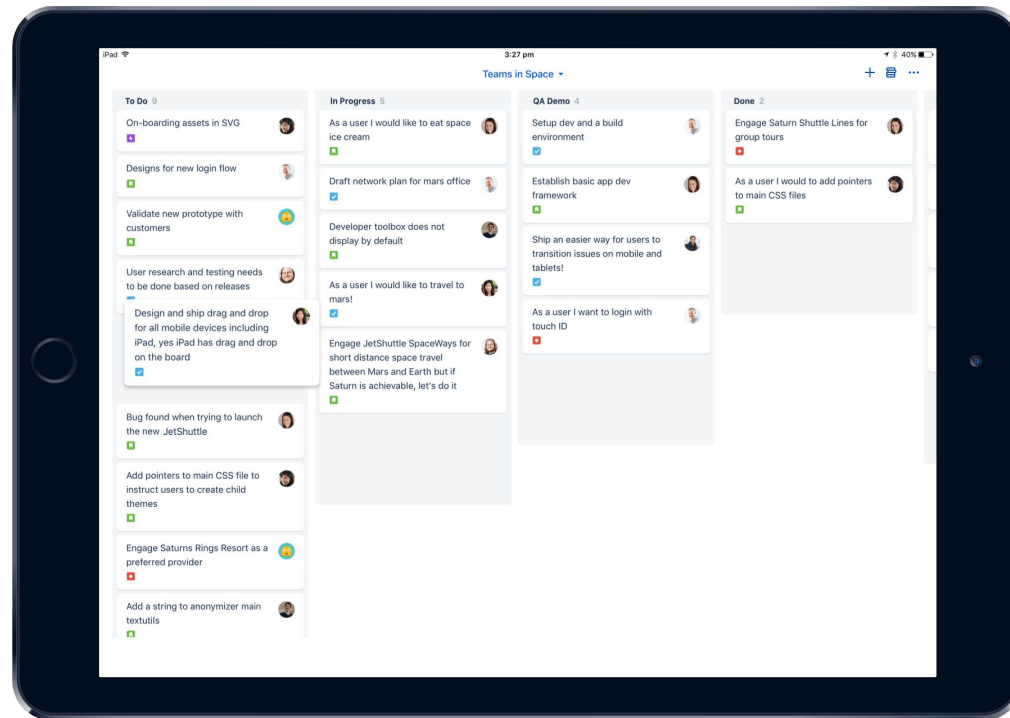 iPad
3:27 pm
40%
Teams in Space
To Do 9
On-boarding assets in SVG
Designs for new login flow
Validate new prototype with
customers
User research and testing needs
to be done based on releases
Design and ship drag and drop
for all mobile devices including
iPad, yes iPad has drag and drop
on the board
Bug found when trying to launch
the new JetShuttle
Add pointers to main CSS file to
instruct users to create child
themes
Engage Saturns Rings Resort as a
preferred provider
Add a string to anonymizer main
textutils
In Progress 5
As a user I would like to eat space
ice cream
Draft network plan for mars office
Developer toolbox does not
display by default
As a user I would like to travel to
mars!
Engage JetShuttle SpaceWays for
short distance space travel
between Mars and Earth but if
Saturn is achievable, let's do it
QA Demo 4
Setup dev and a build
environment
Establish basic app dev
framework
Ship an easier way for users to
transition issues on mobile and
tablets!
As a user I want to login with
touch ID
Done 2
Engage Saturn Shuttle Lines for
group tours
As a user I would to add pointers
to main CSS files